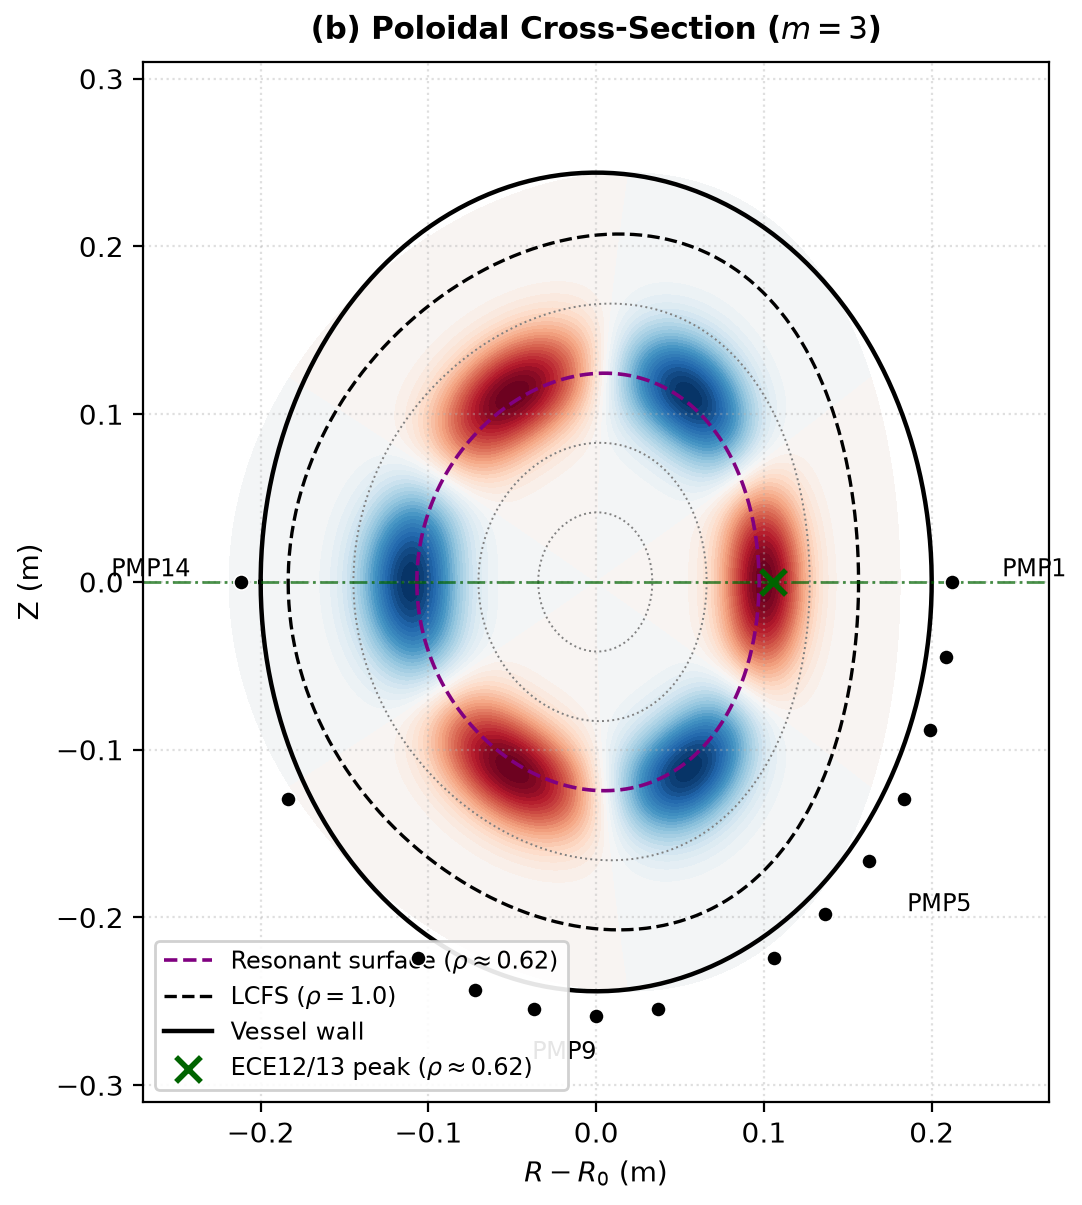 (b) Poloidal Cross-Section (m = 3)
0.3
0.2
0.1
0.0
−0.1
−0.2
−0.3
Z (m)
PMP14
PMP1
PMP5
PMP9
Resonant surface (ρ ≈ 0.62)
LCFS (ρ = 1.0)
Vessel wall
ECE12/13 peak (ρ ≈ 0.62)
−0.2
−0.1
0.0
0.1
0.2
R − R₀ (m)